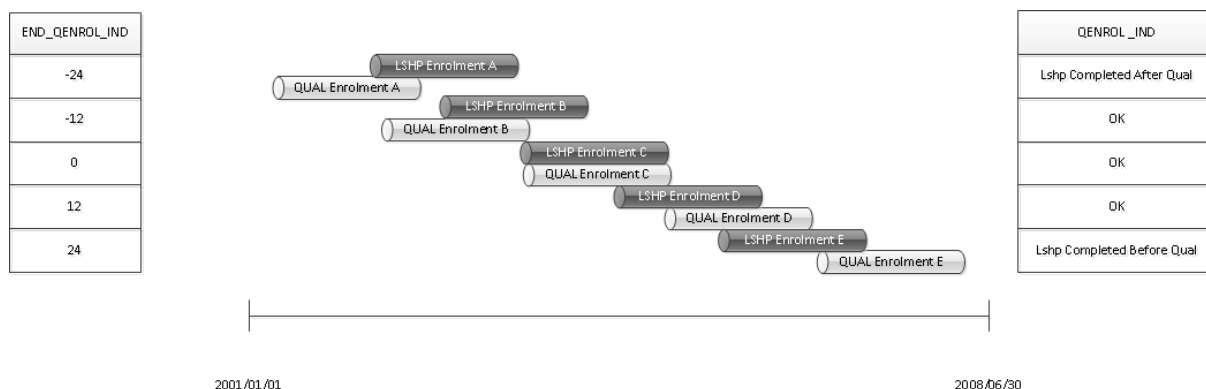 END_QENROL_IND
QENROL_IND
-24
LSHP Enrolment A
QUAL Enrolment A
Lshp Completed After Qual
-12
LSHP Enrolment B
QUAL Enrolment B
OK
0
LSHP Enrolment C
QUAL Enrolment C
OK
12
LSHP Enrolment D
QUAL Enrolment D
OK
24
LSHP Enrolment E
QUAL Enrolment E
Lshp Completed Before Qual
2001/01/01
2008/06/30